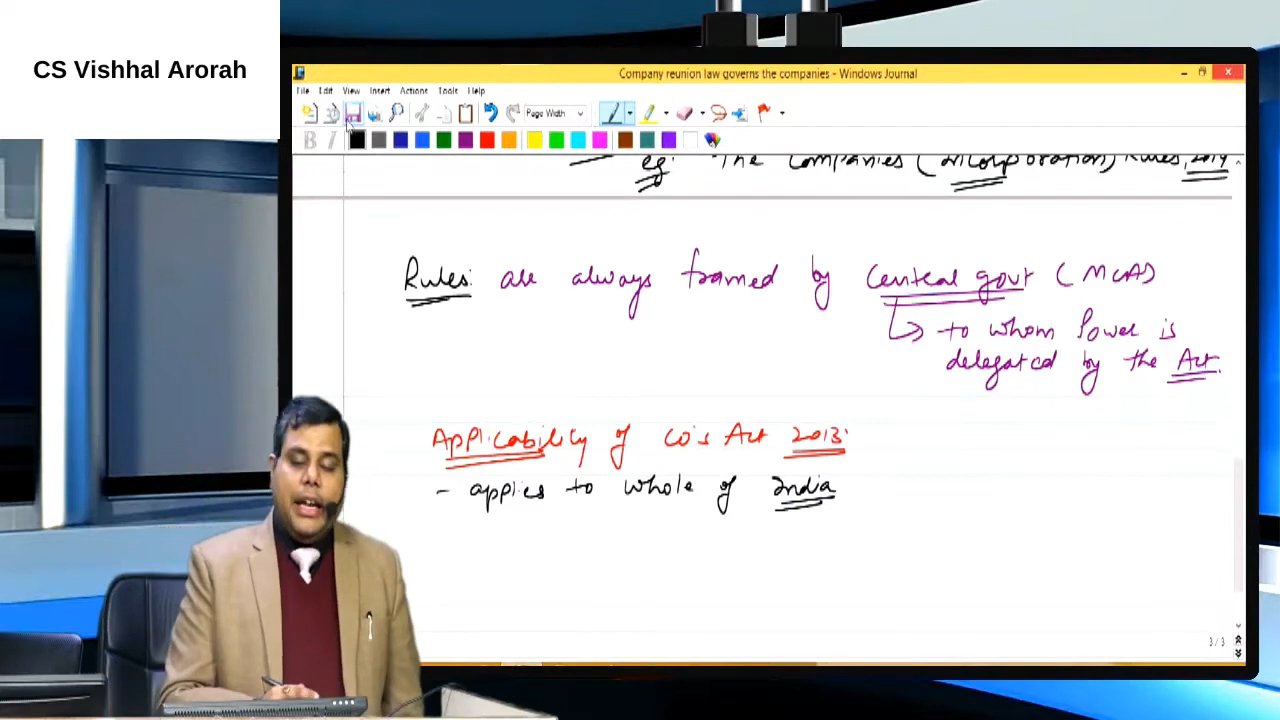 CS Vishhal Arorah
Company reunion law governs the companies - Windows Journal
File Edit View Insert Actions Tools Help
Page Width
B I
eg: The Companies (Incorporation) Rules, 2014.
Rules: are always framed by Central govt (MCA)
to whom Power is
delegated by the Act.
Applicability of Co's Act 2013:
- applies to whole of India
3/3